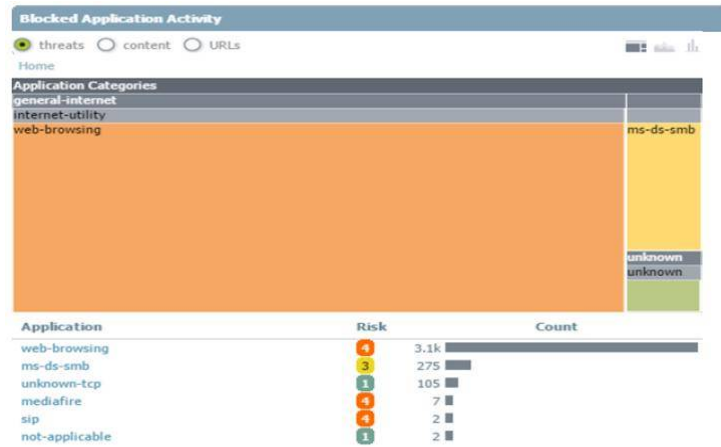 Blocked Application Activity
threats content URLs
Home
Application Categories
general-internet
internet-utility
web-browsing
ms-ds-smb
unknown
unknown
Application Risk Count
web-browsing 4 3.1k
ms-ds-smb 3 275
unknown-tcp 1 105
mediafire 4 7
sip 4 2
not-applicable 1 2